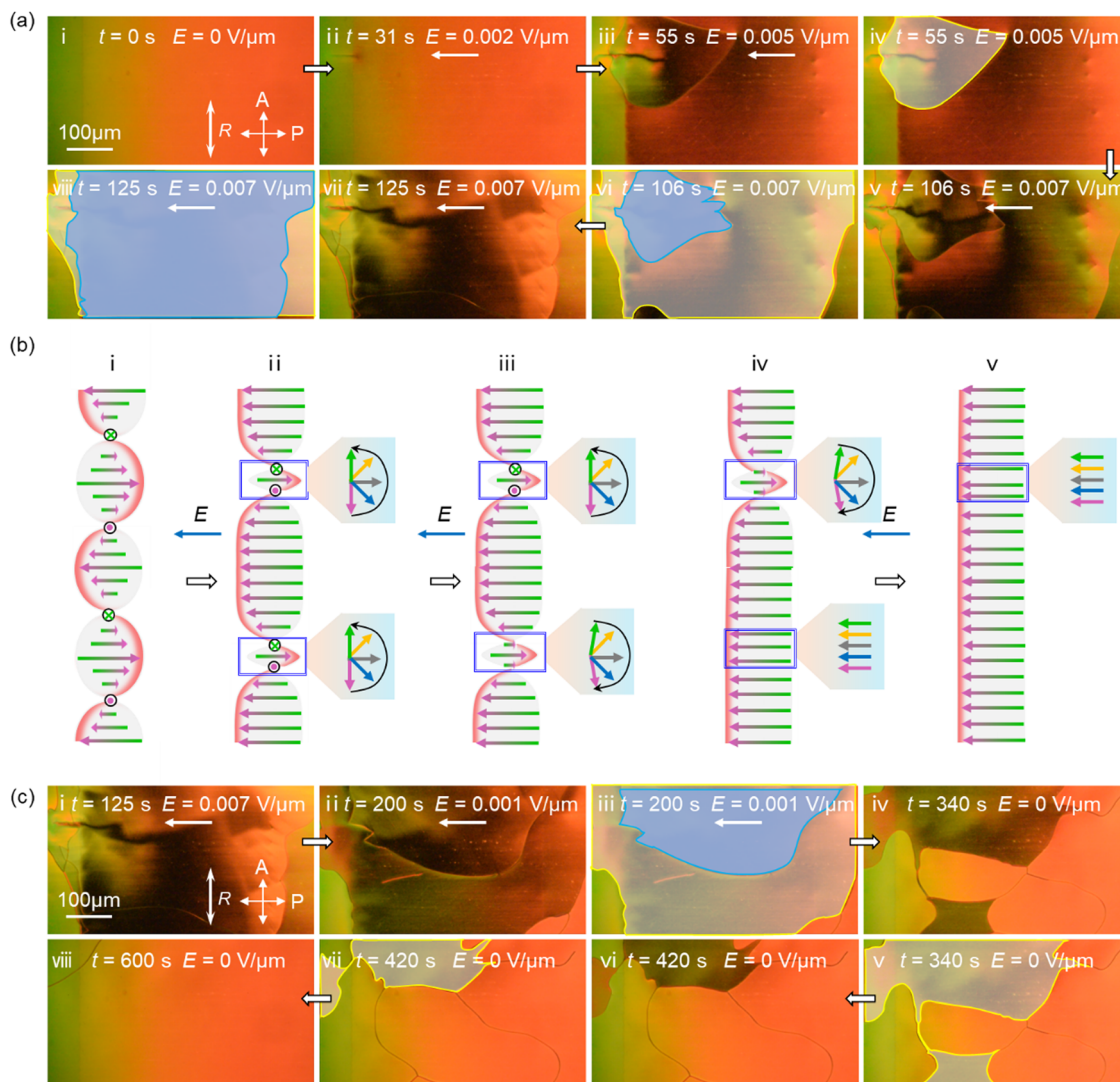 (a)
i t = 0 s E = 0 V/µm
A
R
P
100µm
ii t = 31 s E = 0.002 V/µm
iii t = 55 s E = 0.005 V/µm
iv t = 55 s E = 0.005 V/µm
viii t = 125 s E = 0.007 V/µm
vii t = 125 s E = 0.007 V/µm
vi t = 106 s E = 0.007 V/µm
v t = 106 s E = 0.007 V/µm
(b)
i
ii
iii
iv
v
E
E
E
(c)
i t = 125 s E = 0.007 V/µm
A
R
P
100µm
ii t = 200 s E = 0.001 V/µm
iii t = 200 s E = 0.001 V/µm
iv t = 340 s E = 0 V/µm
viii t = 600 s E = 0 V/µm
vii t = 420 s E = 0 V/µm
vi t = 420 s E = 0 V/µm
v t = 340 s E = 0 V/µm